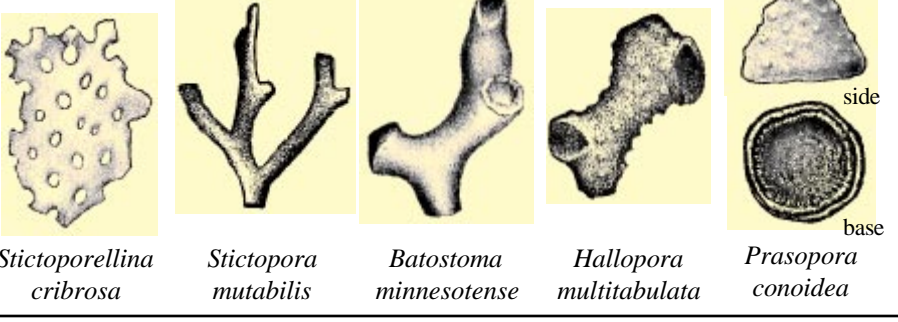 side
base
Stictoporellina
cribrosa
Stictopora
mutabilis
Batostoma
minnesotense
Hallopora
multitabulata
Prasopora
conoidea